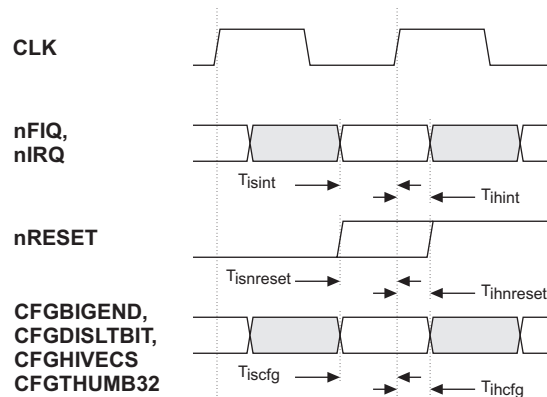 CLK
nFIQ,
nIRQ
Tisint
Tihint
nRESET
Tisnreset
Tihnreset
CFGBIGEND,
CFGDISLTBIT,
CFGHIVECS
CFGTHUMB32
Tiscfg
Tihcfg